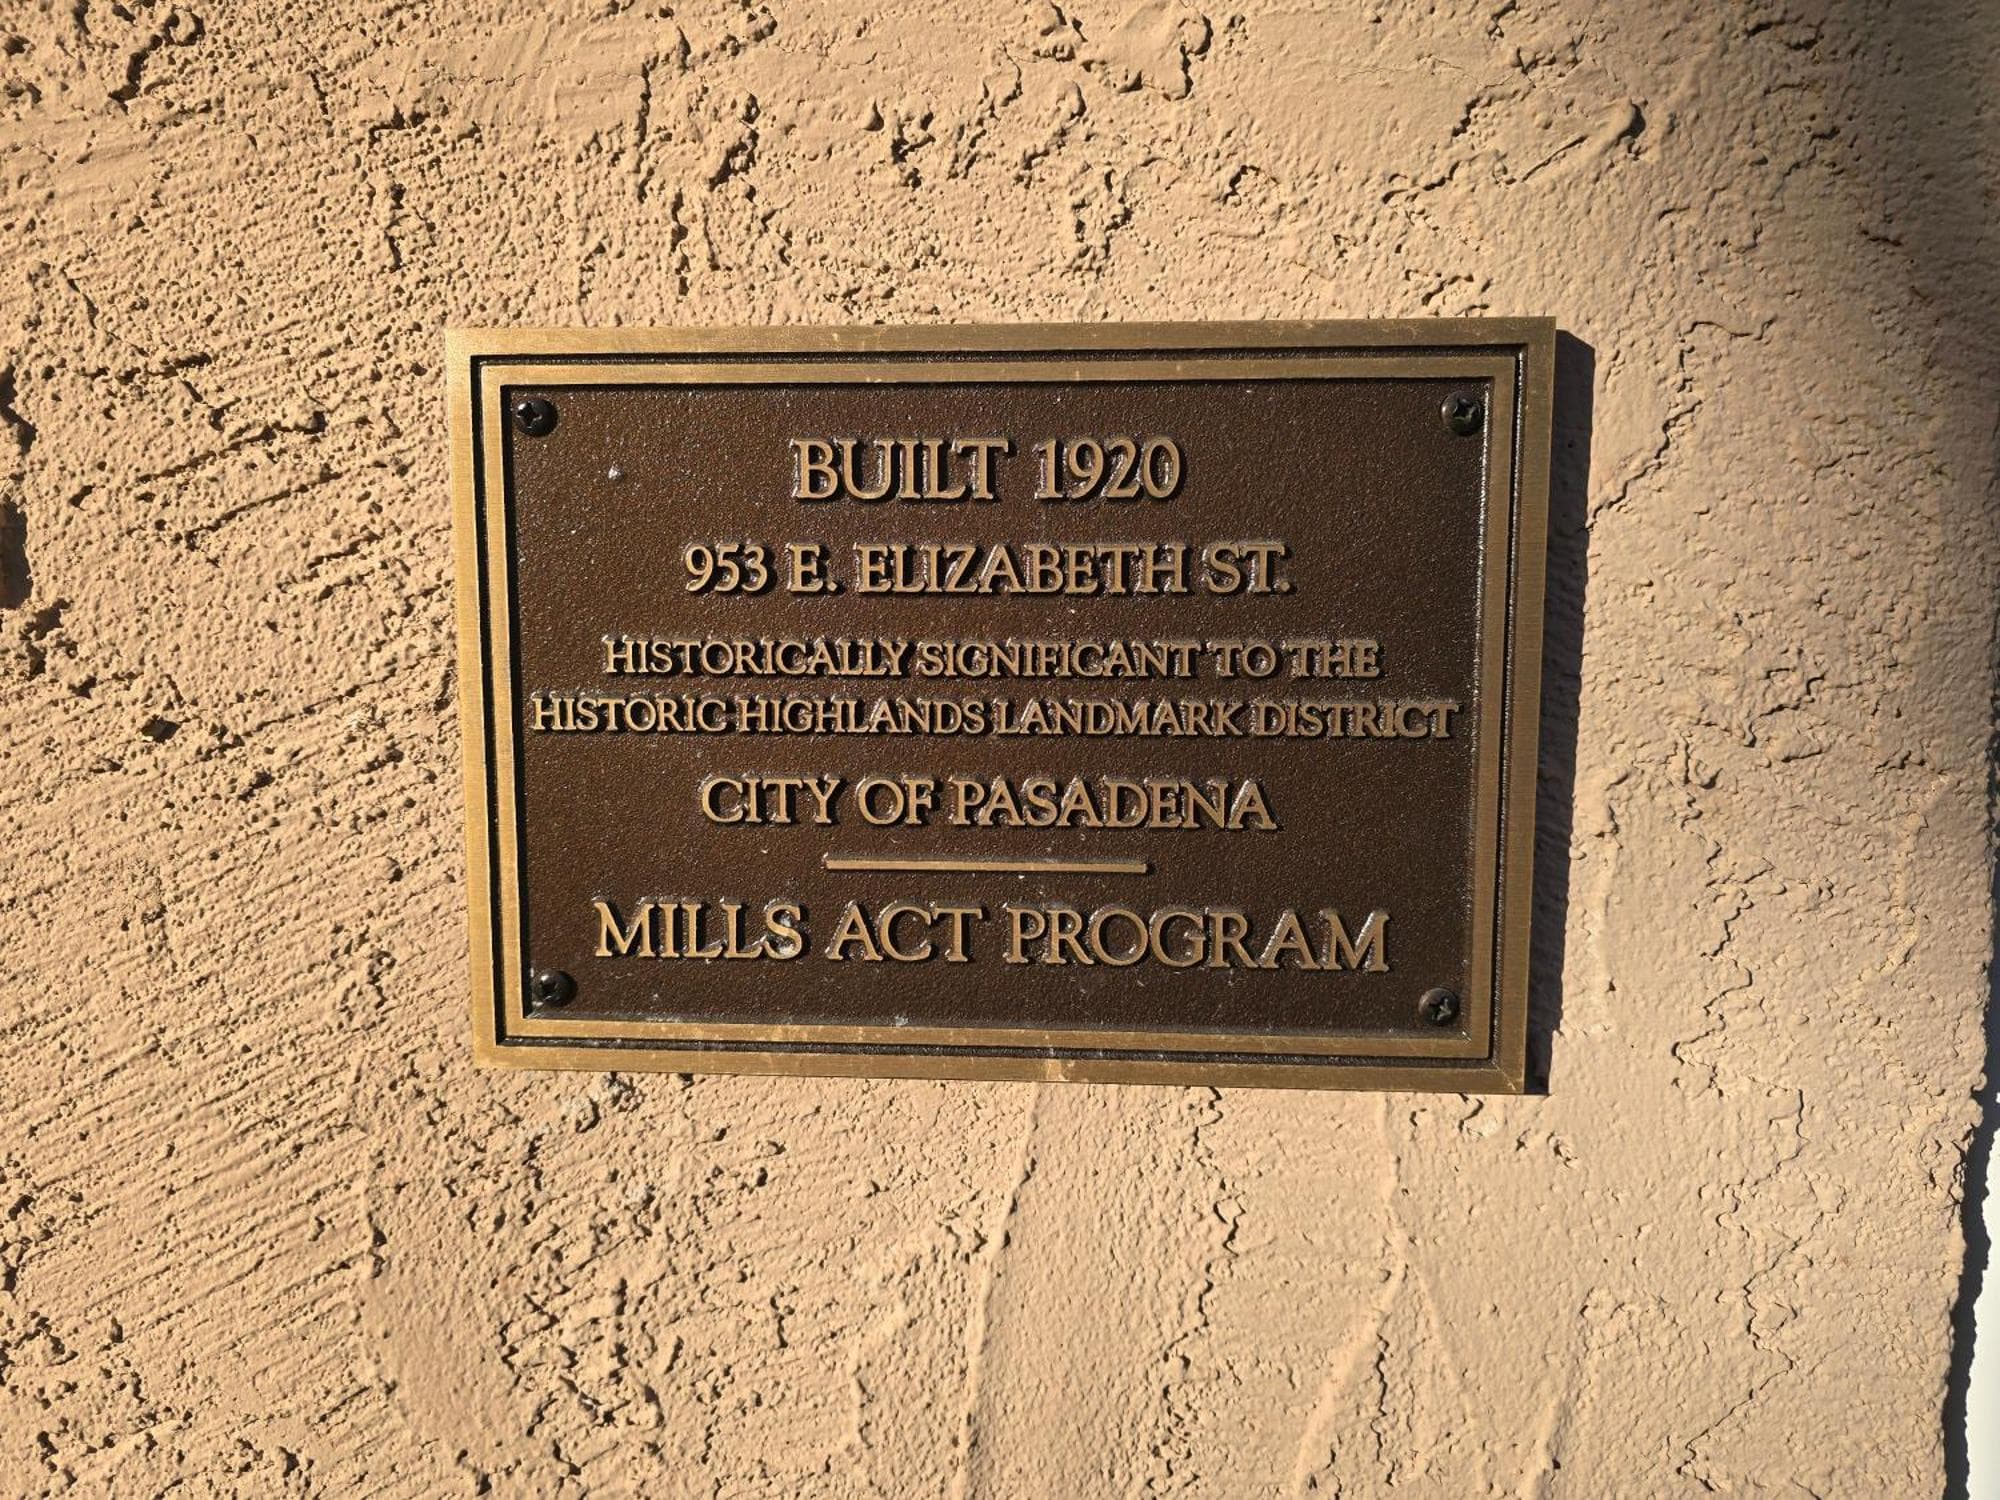 BUILT 1920
953 E. ELIZABETH ST.
HISTORICALLY SIGNIFICANT TO THE
HISTORIC HIGHLANDS LANDMARK DISTRICT
CITY OF PASADENA
MILLS ACT PROGRAM